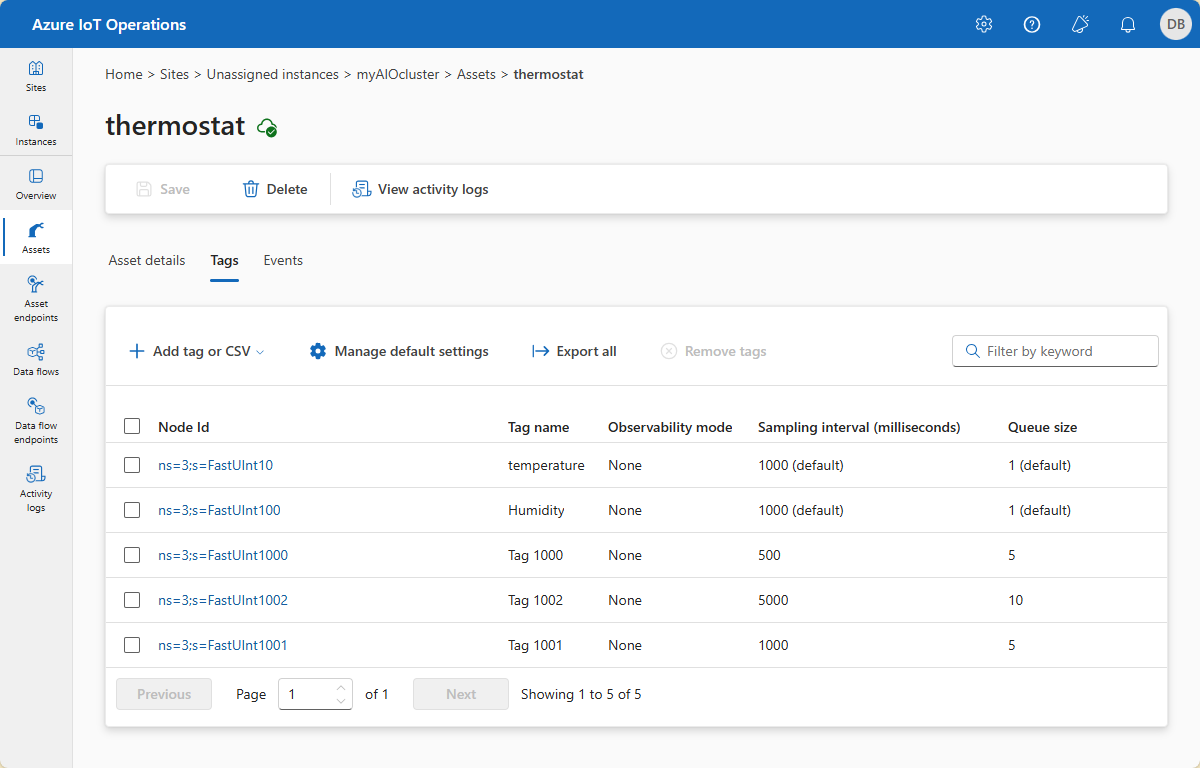 Azure IoT Operations
DB
Sites
Instances
Overview
Assets
Asset
endpoints
Data flows
Data flow
endpoints
Activity
logs
Home > Sites > Unassigned instances > myAIOcluster > Assets > thermostat
thermostat
Save
Delete
View activity logs
Asset details
Tags
Events
Add tag or CSV
Manage default settings
Export all
Remove tags
Filter by keyword
Node Id Tag name Observability mode Sampling interval (milliseconds) Queue size
ns=3;s=FastUInt10 temperature None 1000 (default) 1 (default)
ns=3;s=FastUInt100 Humidity None 1000 (default) 1 (default)
ns=3;s=FastUInt1000 Tag 1000 None 500 5
ns=3;s=FastUInt1002 Tag 1002 None 5000 10
ns=3;s=FastUInt1001 Tag 1001 None 1000 5
Previous Page 1 of 1 Next Showing 1 to 5 of 5